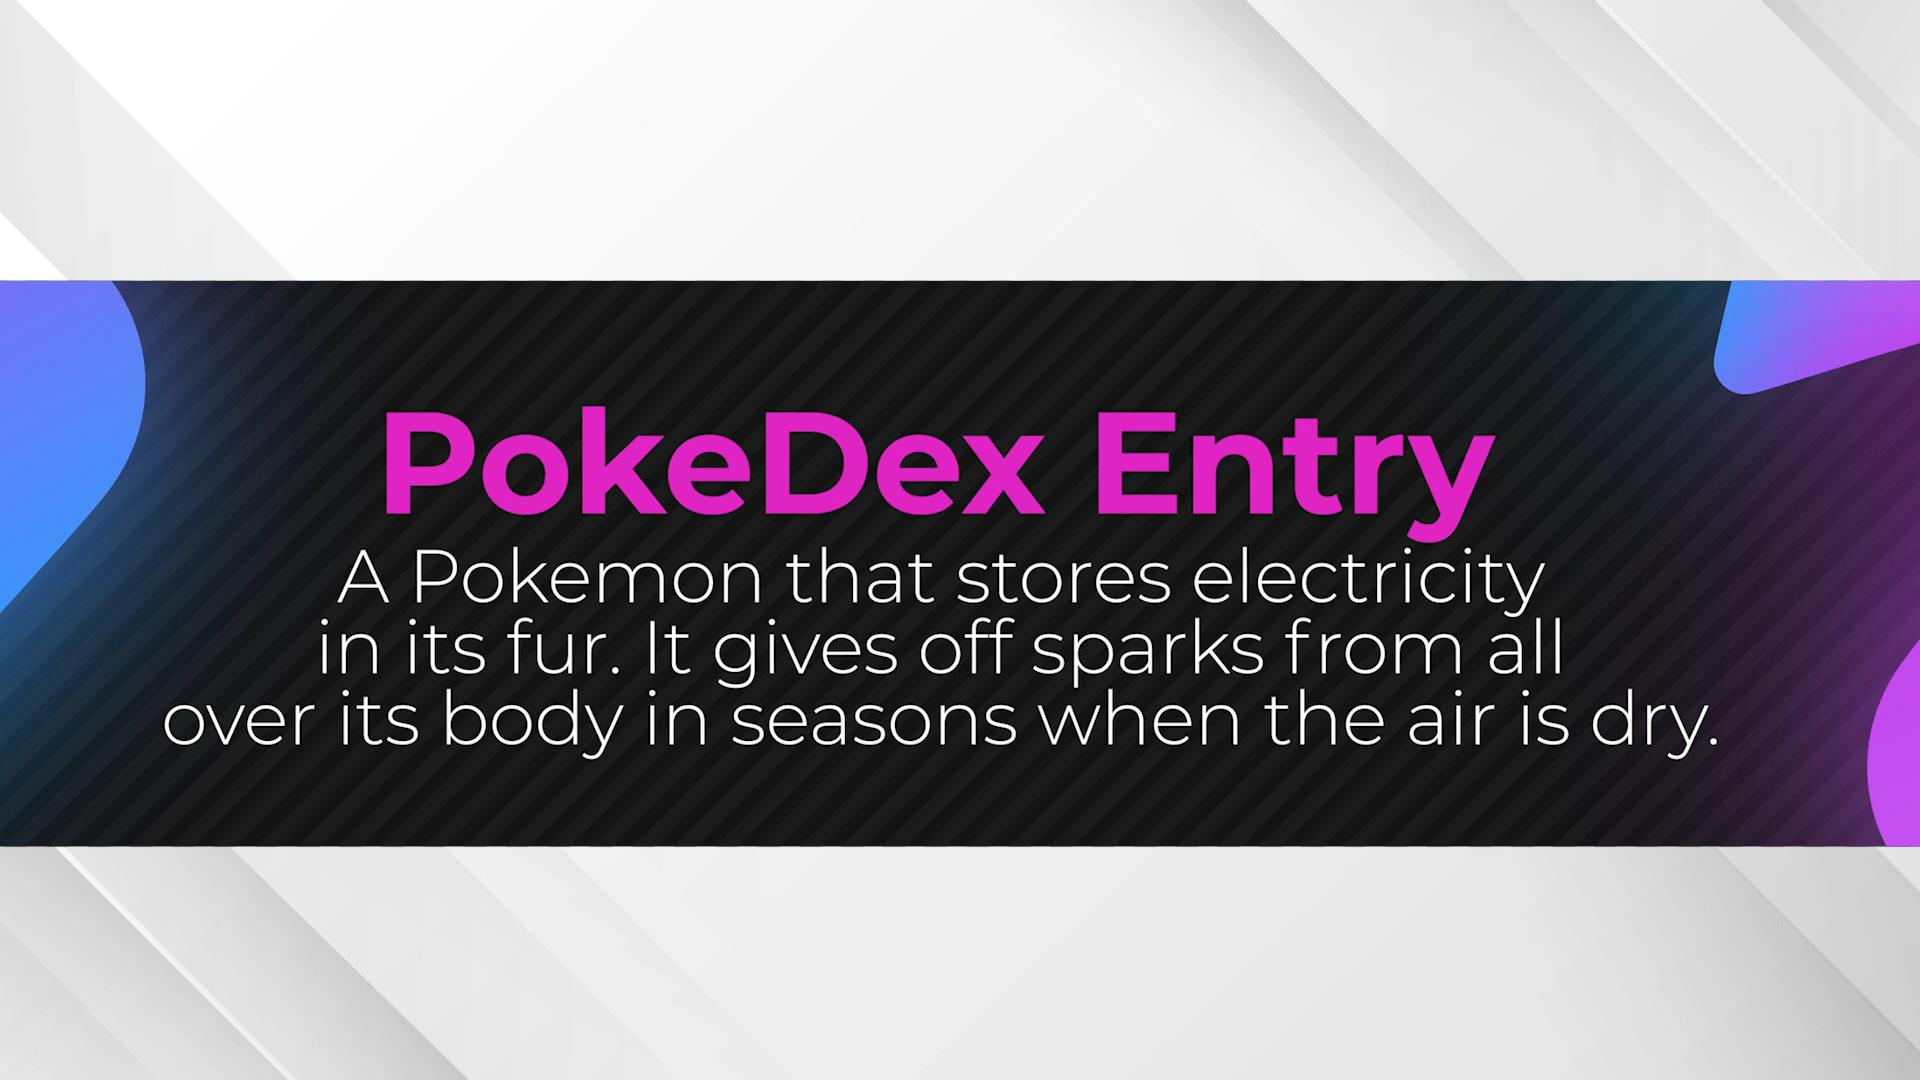 PokeDex Entry
A Pokemon that stores electricity
in its fur. It gives off sparks from all
over its body in seasons when the air is dry.